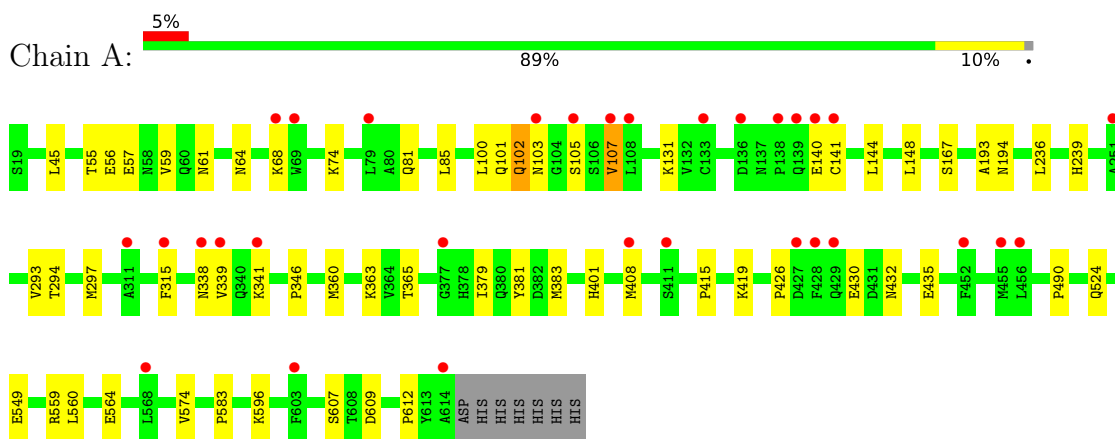 5%
Chain A:
89% 10% •
S19 L45 T55 E56 E57 N58 V59 Q60 N61 N64 K68 W69 K74 L79 A80 Q81 L85 L100 Q101 Q102 N103 G104 S105 S106 V107 L108 K131 V132 C133 D136 N137 P138 Q139 E140 C141 L144 L148 S167 A193 N194 L236 H239 A251
V293 T294 M297 A311 F315 N338 V339 Q340 K341 P346 M360 K363 V364 T365 G377 H378 I379 Q380 Y381 D382 M383 H401 M408 S411 P415 K419 P426 D427 F428 Q429 E430 D431 N432 E435 F452 M455 L456 P490 Q524
E549 R559 L560 E564 L568 V574 P583 K596 F603 S607 T608 D609 P612 Y613 A614 ASP HIS HIS HIS HIS HIS HIS